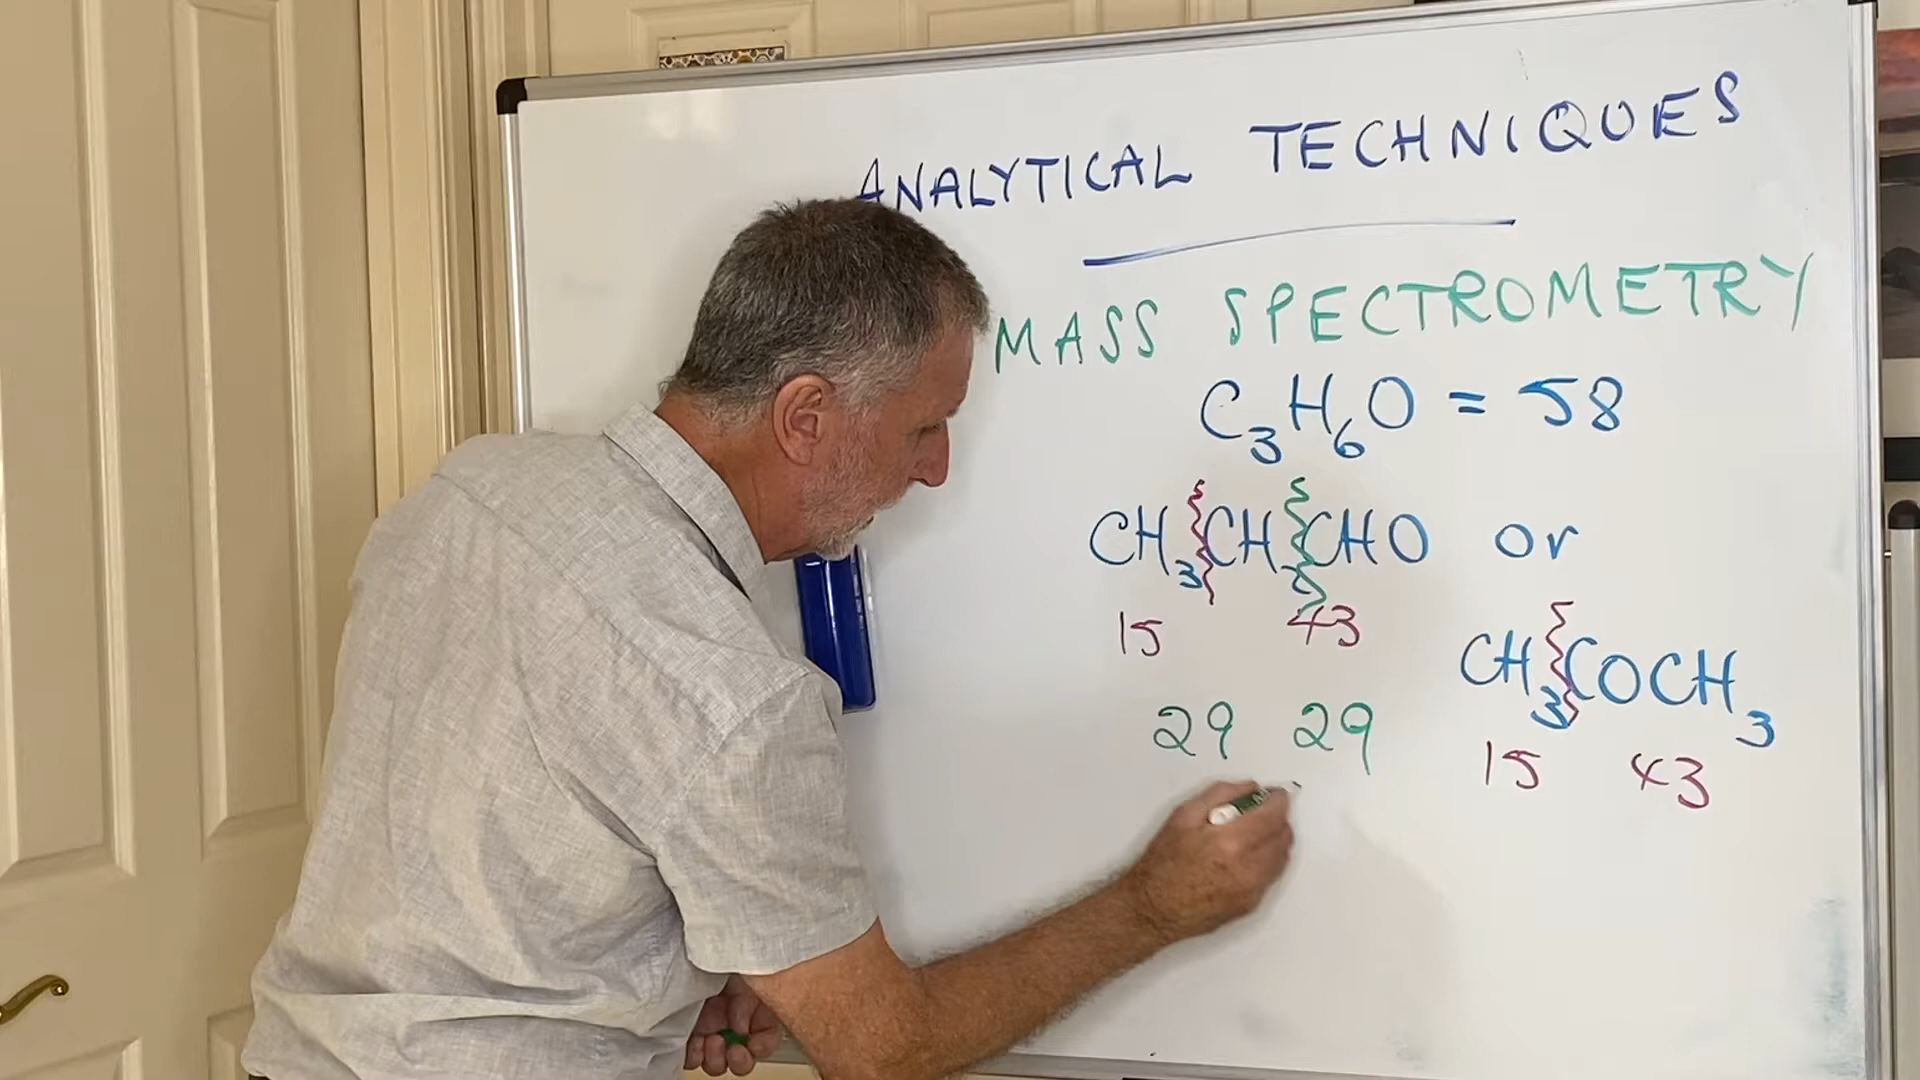 ANALYTICAL TECHNIQUES
MASS SPECTROMETRY
C₃H₆O = 58
CH₃CH₂CHO or
15 43
CH₃COCH₃
29 29
15 43